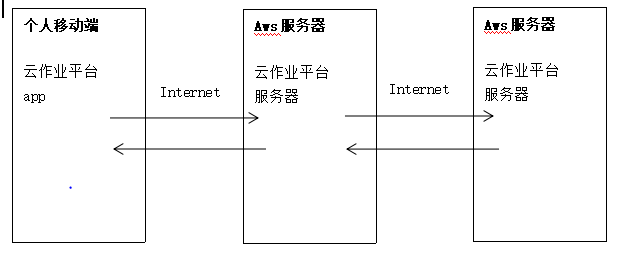 个人移动端
云作业平台
app
Internet
Aws服务器
云作业平台
服务器
Internet
Aws服务器
云作业平台
服务器